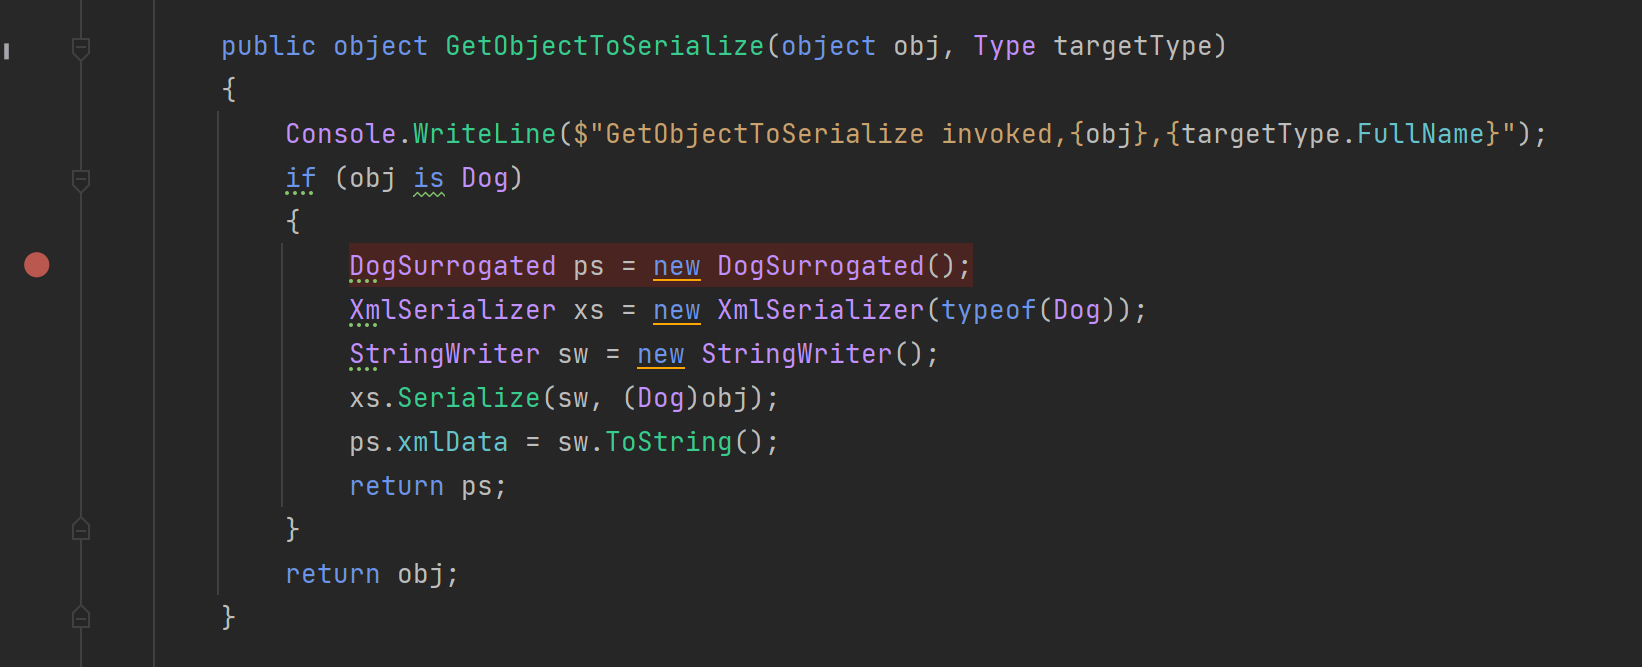 public object GetObjectToSerialize(object obj, Type targetType)
{
Console.WriteLine($"GetObjectToSerialize invoked,{obj},{targetType.FullName}");
if (obj is Dog)
{
DogSurrogated ps = new DogSurrogated();
XmlSerializer xs = new XmlSerializer(typeof(Dog));
StringWriter sw = new StringWriter();
xs.Serialize(sw, (Dog)obj);
ps.xmlData = sw.ToString();
return ps;
}
return obj;
}